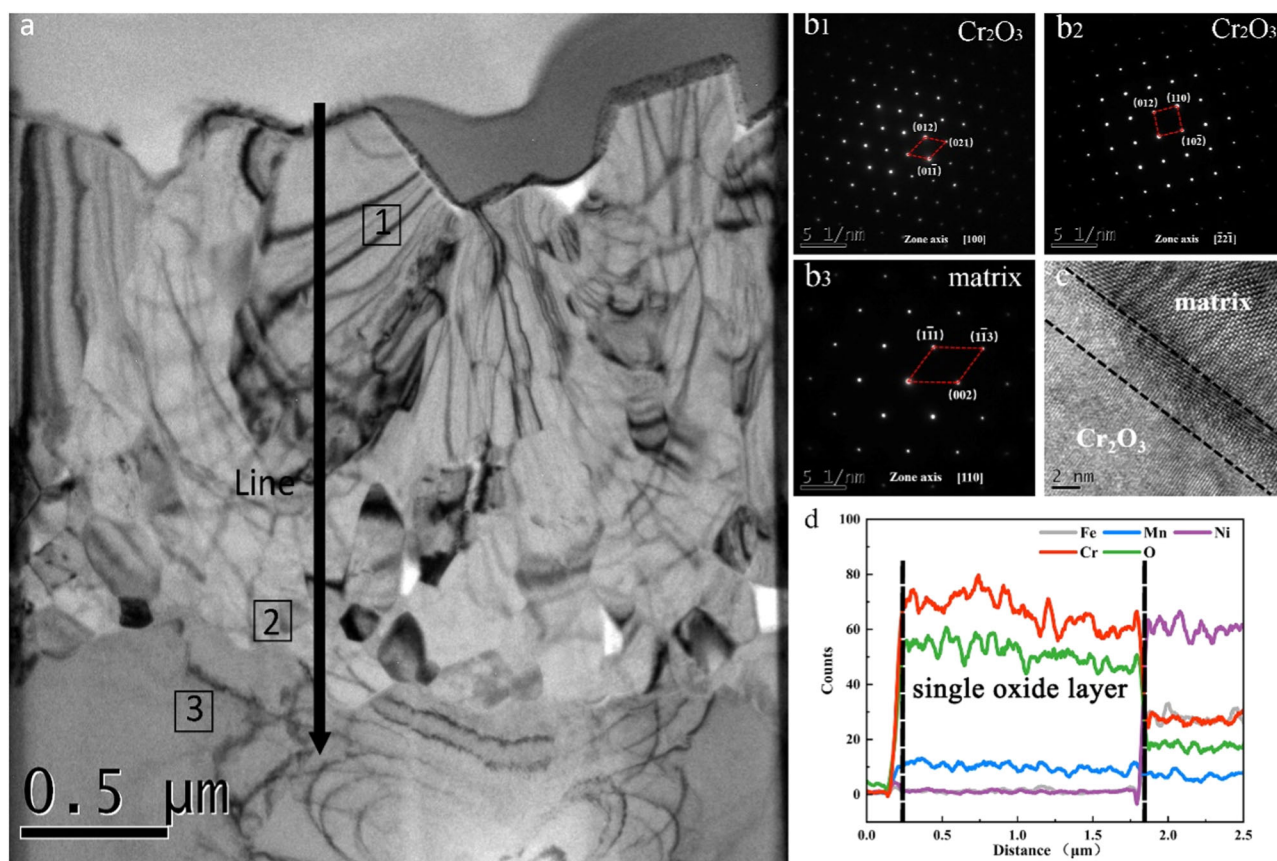 a
1
Line
2
3
0.5 μm
b1
Cr2O3
(012)
(021)
(011̄)
5 1/nm
Zone axis [100]
b2
Cr2O3
(012)
(110)
(102̄)
5 1/nm
Zone axis [2̄21̄]
b3
matrix
(11̄1)
(11̄3)
(002)
5 1/nm
Zone axis [110]
c
matrix
Cr2O3
2 nm
d
100
80
60
40
20
0
Counts
Fe
Mn
Ni
Cr
O
single oxide layer
0.0
0.5
1.0
1.5
2.0
2.5
Distance （μm）